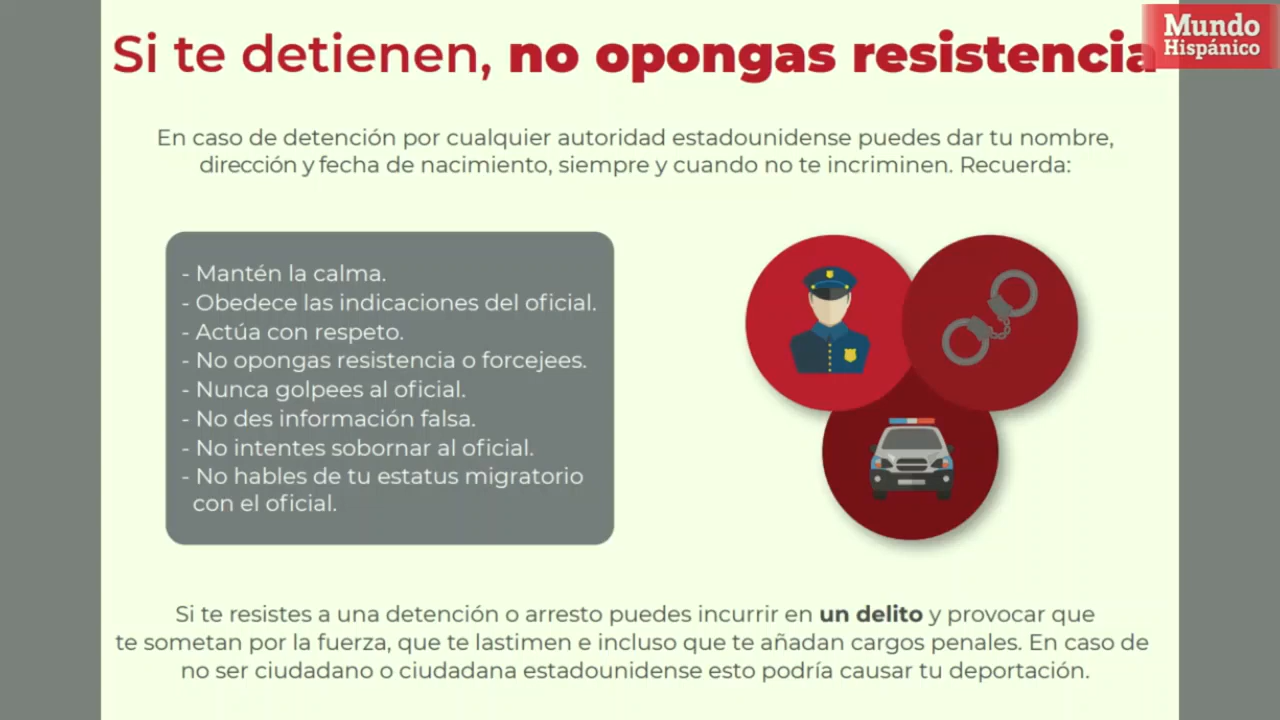 Si te detienen, no opongas resistencia
Mundo
Hispánico
En caso de detención por cualquier autoridad estadounidense puedes dar tu nombre,
dirección y fecha de nacimiento, siempre y cuando no te incriminen. Recuerda:
- Mantén la calma.
- Obedece las indicaciones del oficial.
- Actúa con respeto.
- No opongas resistencia o forcejees.
- Nunca golpees al oficial.
- No des información falsa.
- No intentes sobornar al oficial.
- No hables de tu estatus migratorio
con el oficial.
Si te resistes a una detención o arresto puedes incurrir en un delito y provocar que
te sometan por la fuerza, que te lastimen e incluso que te añadan cargos penales. En caso de
no ser ciudadano o ciudadana estadounidense esto podría causar tu deportación.